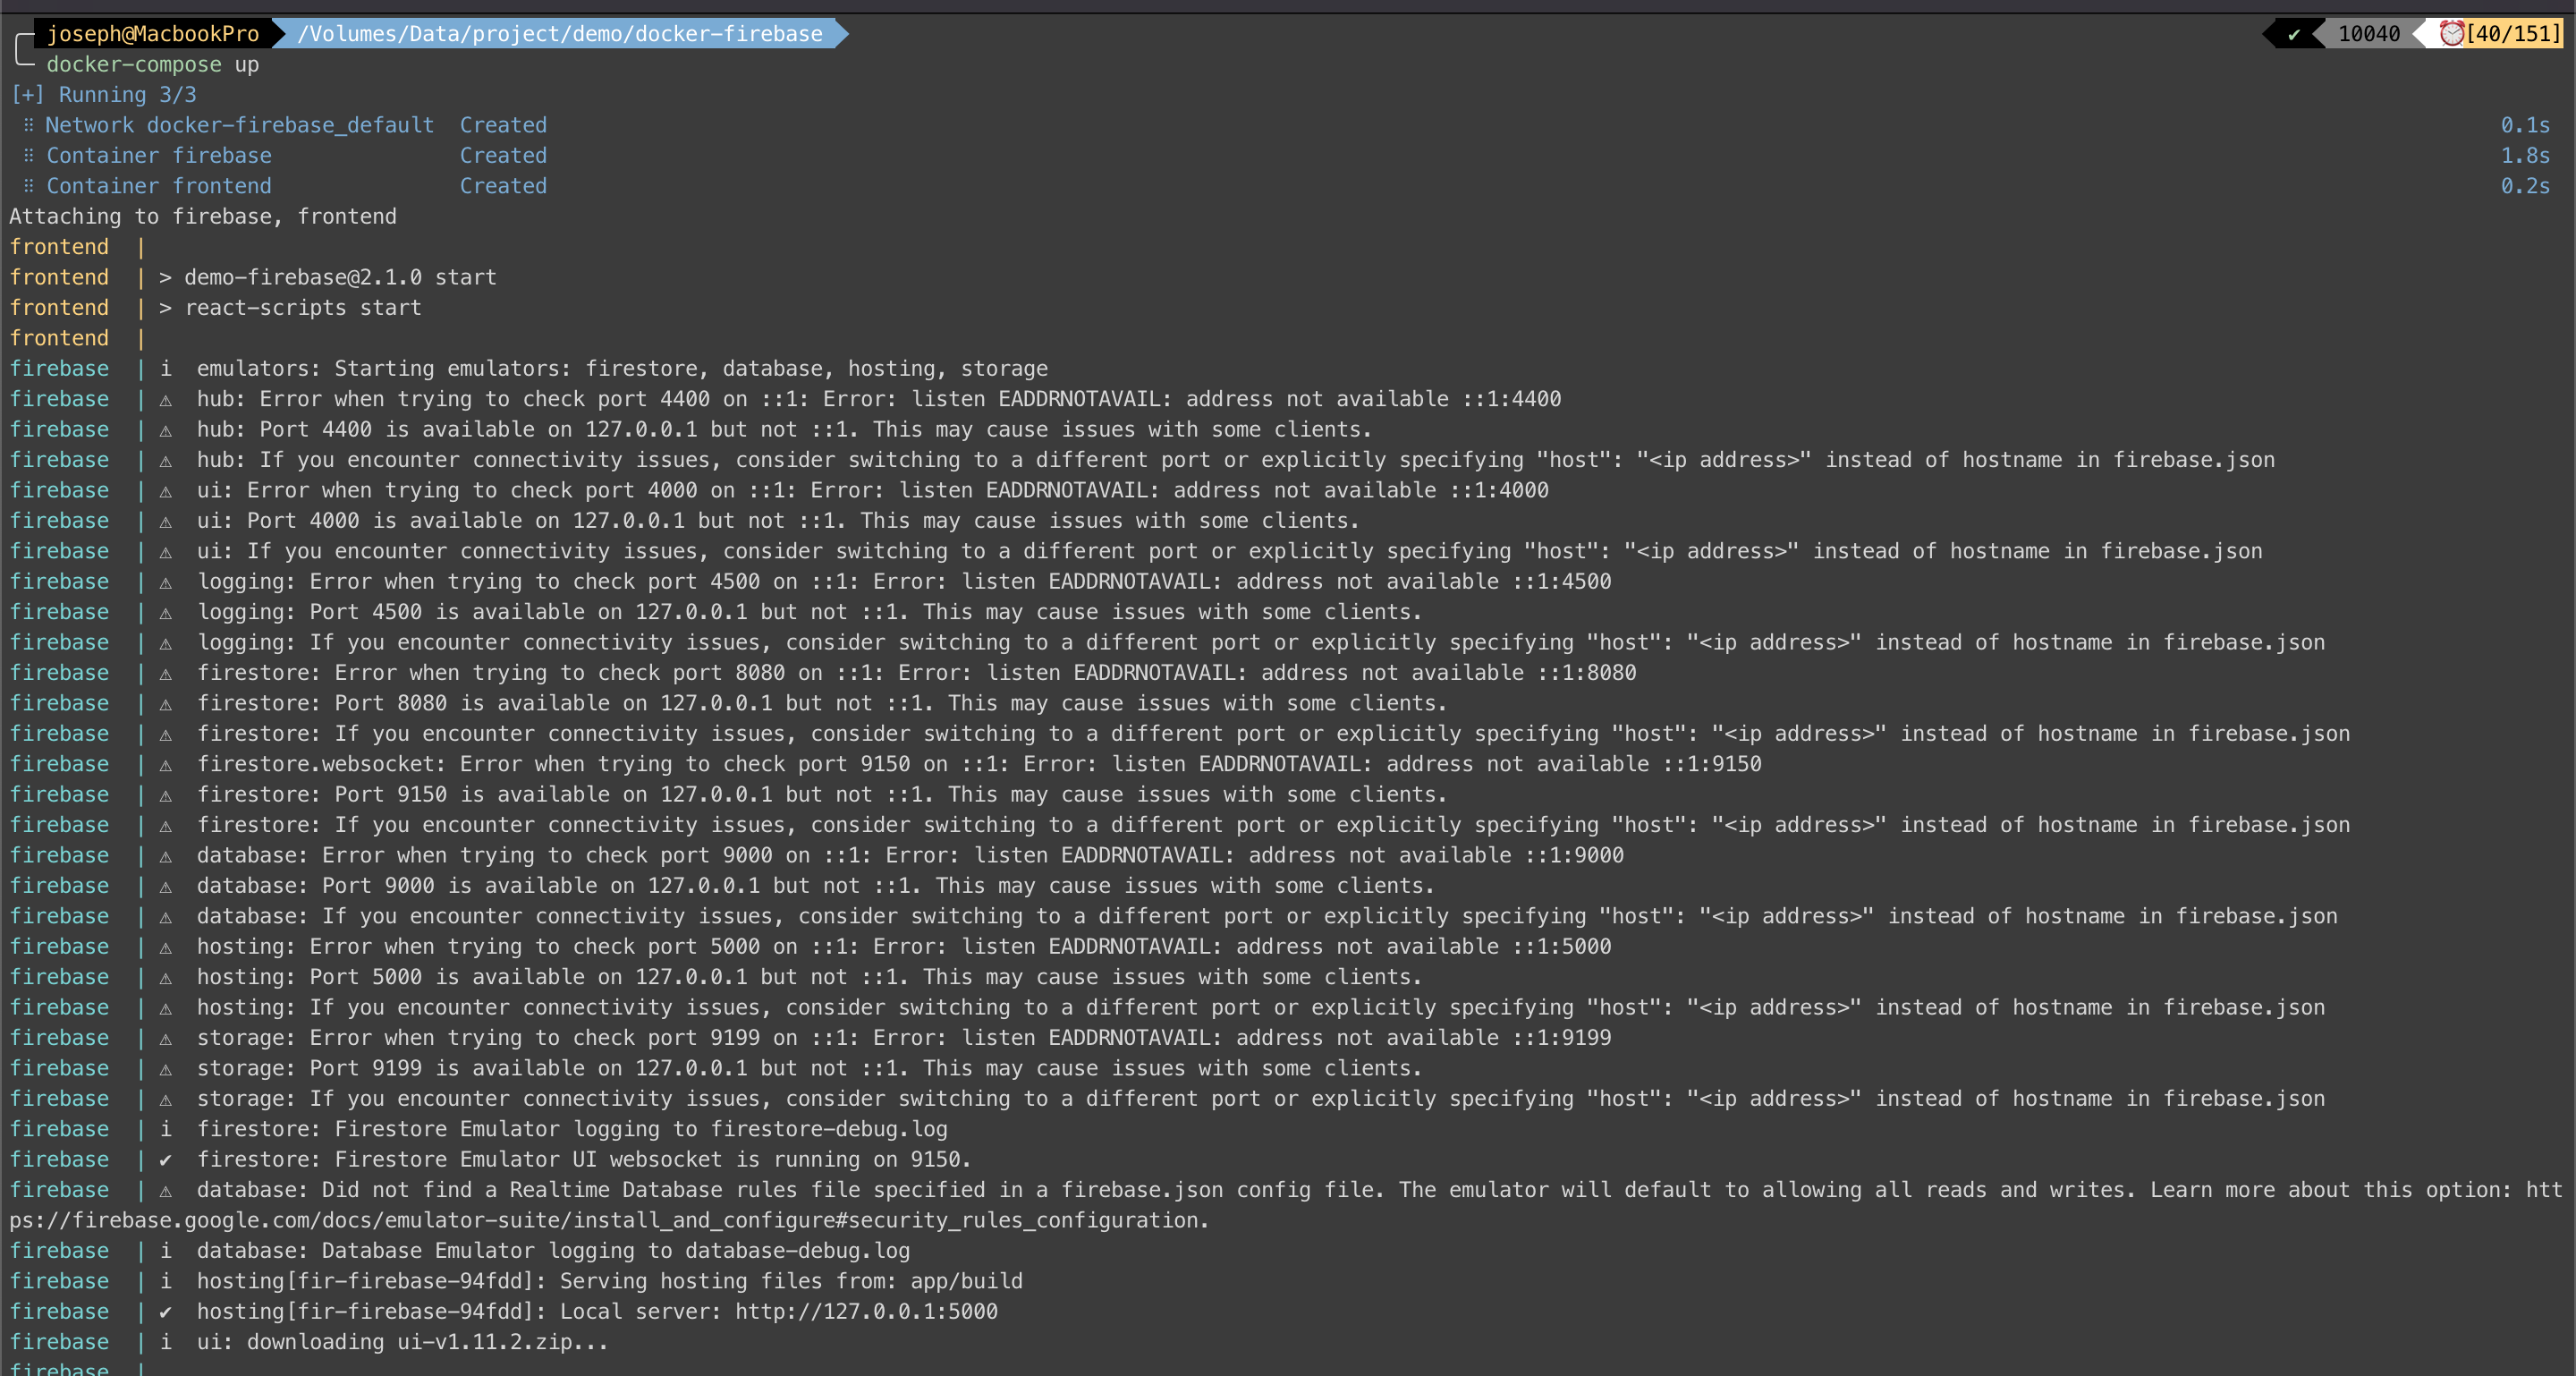 joseph@MacbookPro /Volumes/Data/project/demo/docker-firebase ✔ 10040 ⏰[40/151]
docker-compose up
[+] Running 3/3
⠿ Network docker-firebase_default Created 0.1s
⠿ Container firebase Created 1.8s
⠿ Container frontend Created 0.2s
Attaching to firebase, frontend
frontend |
frontend | > demo-firebase@2.1.0 start
frontend | > react-scripts start
frontend |
firebase | i emulators: Starting emulators: firestore, database, hosting, storage
firebase | ⚠ hub: Error when trying to check port 4400 on ::1: Error: listen EADDRNOTAVAIL: address not available ::1:4400
firebase | ⚠ hub: Port 4400 is available on 127.0.0.1 but not ::1. This may cause issues with some clients.
firebase | ⚠ hub: If you encounter connectivity issues, consider switching to a different port or explicitly specifying "host": "<ip address>" instead of hostname in firebase.json
firebase | ⚠ ui: Error when trying to check port 4000 on ::1: Error: listen EADDRNOTAVAIL: address not available ::1:4000
firebase | ⚠ ui: Port 4000 is available on 127.0.0.1 but not ::1. This may cause issues with some clients.
firebase | ⚠ ui: If you encounter connectivity issues, consider switching to a different port or explicitly specifying "host": "<ip address>" instead of hostname in firebase.json
firebase | ⚠ logging: Error when trying to check port 4500 on ::1: Error: listen EADDRNOTAVAIL: address not available ::1:4500
firebase | ⚠ logging: Port 4500 is available on 127.0.0.1 but not ::1. This may cause issues with some clients.
firebase | ⚠ logging: If you encounter connectivity issues, consider switching to a different port or explicitly specifying "host": "<ip address>" instead of hostname in firebase.json
firebase | ⚠ firestore: Error when trying to check port 8080 on ::1: Error: listen EADDRNOTAVAIL: address not available ::1:8080
firebase | ⚠ firestore: Port 8080 is available on 127.0.0.1 but not ::1. This may cause issues with some clients.
firebase | ⚠ firestore: If you encounter connectivity issues, consider switching to a different port or explicitly specifying "host": "<ip address>" instead of hostname in firebase.json
firebase | ⚠ firestore.websocket: Error when trying to check port 9150 on ::1: Error: listen EADDRNOTAVAIL: address not available ::1:9150
firebase | ⚠ firestore: Port 9150 is available on 127.0.0.1 but not ::1. This may cause issues with some clients.
firebase | ⚠ firestore: If you encounter connectivity issues, consider switching to a different port or explicitly specifying "host": "<ip address>" instead of hostname in firebase.json
firebase | ⚠ database: Error when trying to check port 9000 on ::1: Error: listen EADDRNOTAVAIL: address not available ::1:9000
firebase | ⚠ database: Port 9000 is available on 127.0.0.1 but not ::1. This may cause issues with some clients.
firebase | ⚠ database: If you encounter connectivity issues, consider switching to a different port or explicitly specifying "host": "<ip address>" instead of hostname in firebase.json
firebase | ⚠ hosting: Error when trying to check port 5000 on ::1: Error: listen EADDRNOTAVAIL: address not available ::1:5000
firebase | ⚠ hosting: Port 5000 is available on 127.0.0.1 but not ::1. This may cause issues with some clients.
firebase | ⚠ hosting: If you encounter connectivity issues, consider switching to a different port or explicitly specifying "host": "<ip address>" instead of hostname in firebase.json
firebase | ⚠ storage: Error when trying to check port 9199 on ::1: Error: listen EADDRNOTAVAIL: address not available ::1:9199
firebase | ⚠ storage: Port 9199 is available on 127.0.0.1 but not ::1. This may cause issues with some clients.
firebase | ⚠ storage: If you encounter connectivity issues, consider switching to a different port or explicitly specifying "host": "<ip address>" instead of hostname in firebase.json
firebase | i firestore: Firestore Emulator logging to firestore-debug.log
firebase | ✔ firestore: Firestore Emulator UI websocket is running on 9150.
firebase | ⚠ database: Did not find a Realtime Database rules file specified in a firebase.json config file. The emulator will default to allowing all reads and writes. Learn more about this option: htt
ps://firebase.google.com/docs/emulator-suite/install_and_configure#security_rules_configuration.
firebase | i database: Database Emulator logging to database-debug.log
firebase | i hosting[fir-firebase-94fdd]: Serving hosting files from: app/build
firebase | ✔ hosting[fir-firebase-94fdd]: Local server: http://127.0.0.1:5000
firebase | i ui: downloading ui-v1.11.2.zip...
firebase |